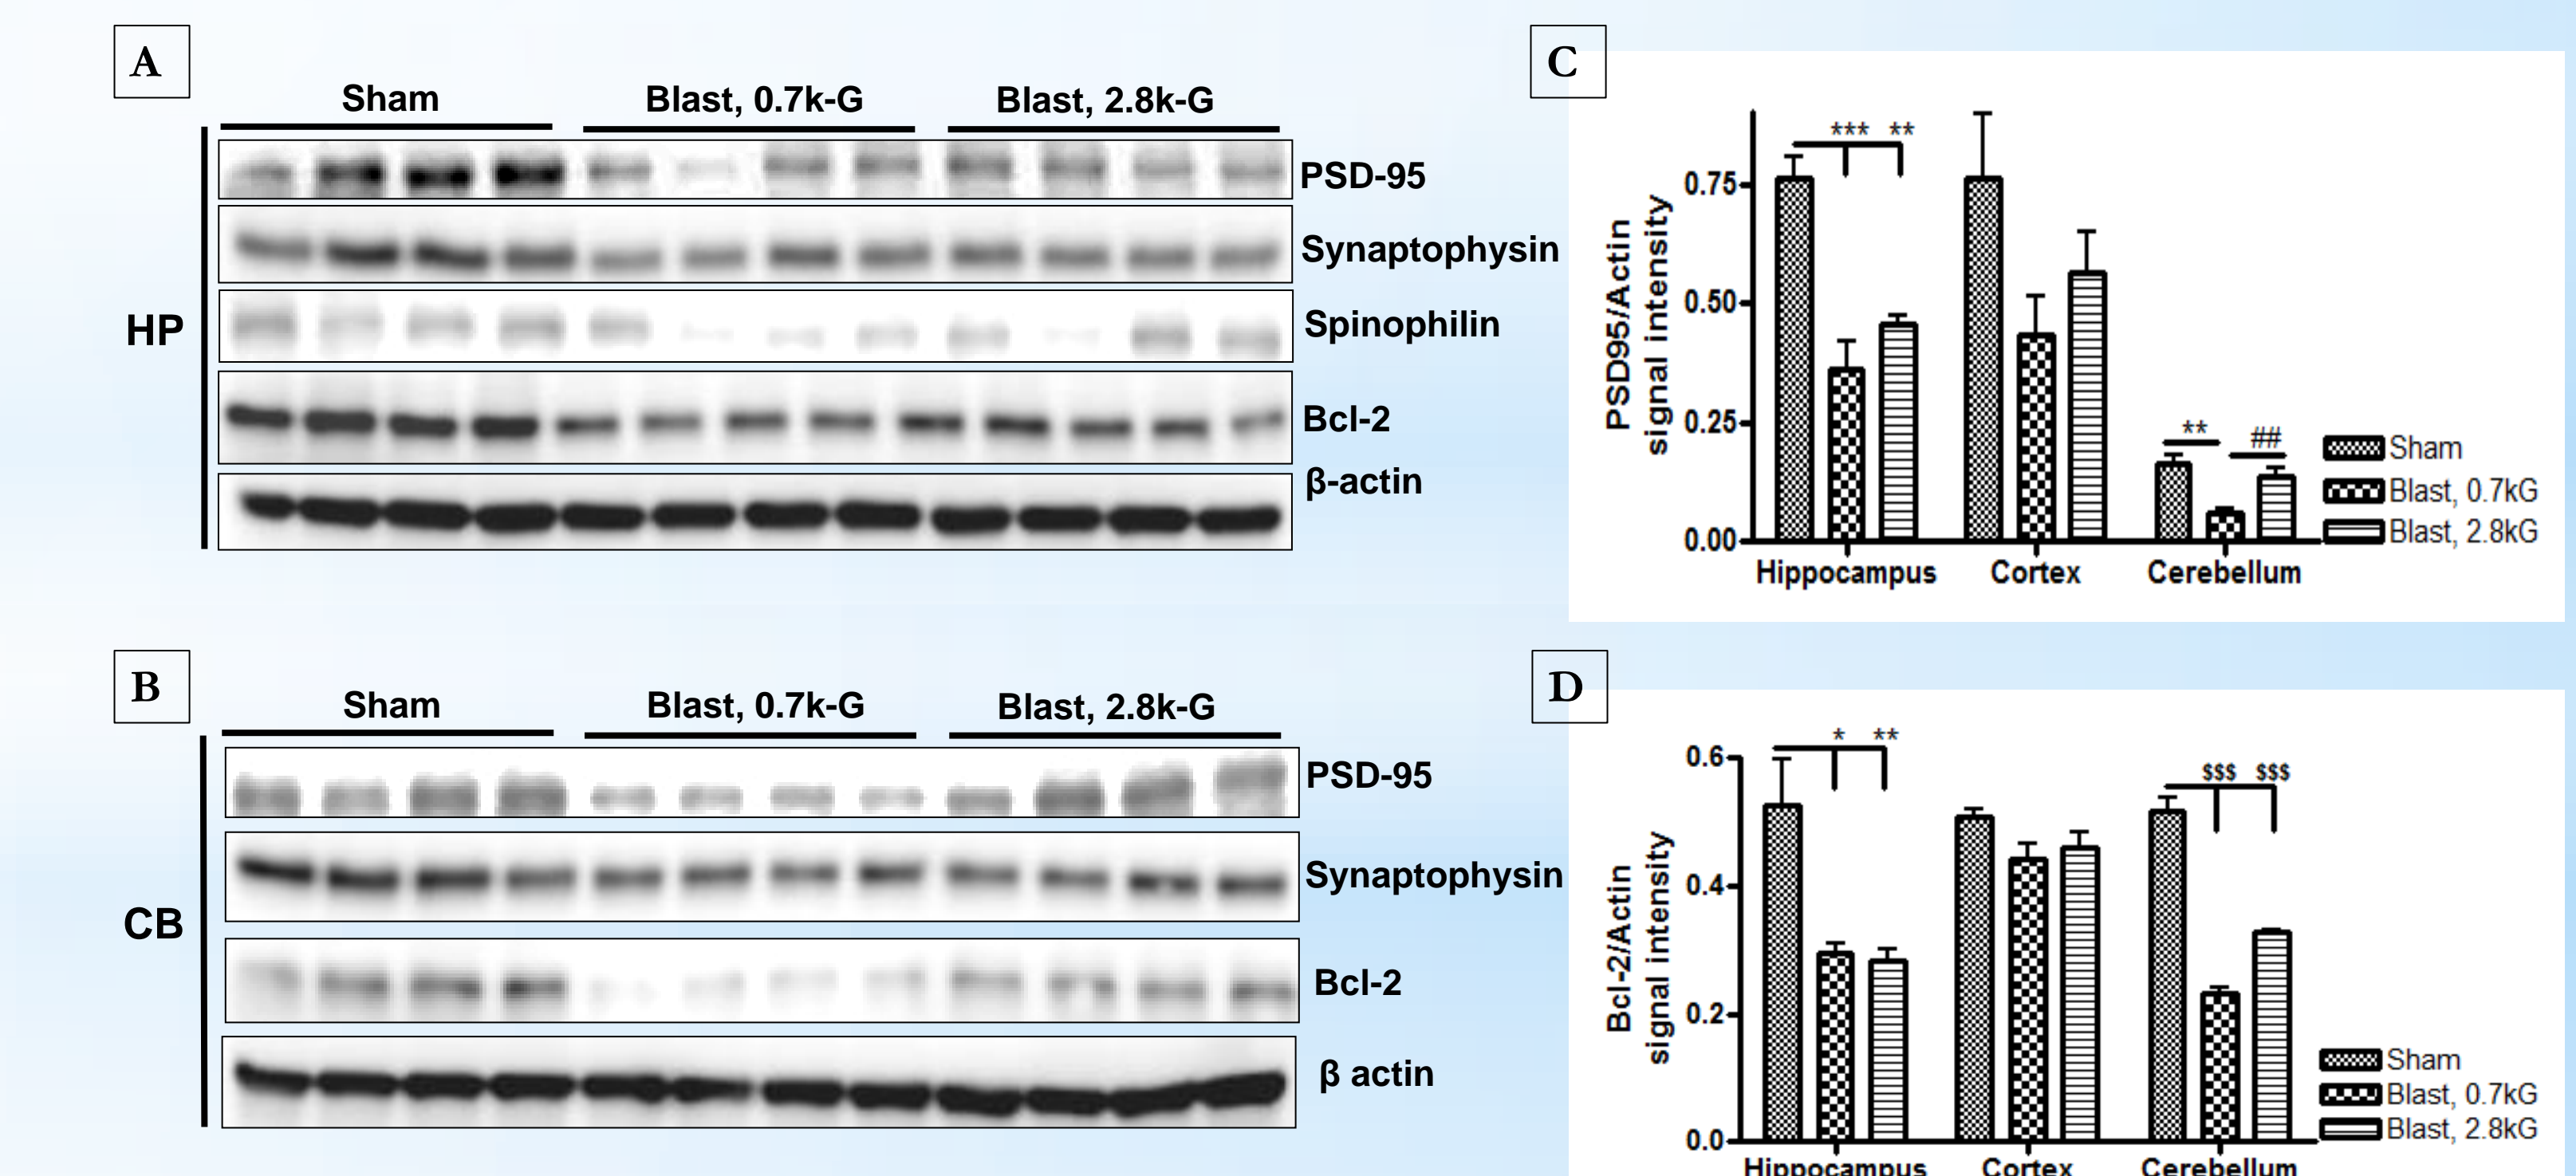 A
Sham
Blast, 0.7k-G
Blast, 2.8k-G
HP
PSD-95
Synaptophysin
Spinophilin
Bcl-2
β-actin
B
Sham
Blast, 0.7k-G
Blast, 2.8k-G
CB
PSD-95
Synaptophysin
Bcl-2
β actin
C
PSD95/Actin
signal intensity
0.75
0.50
0.25
0.00
*** **
** ##
Hippocampus Cortex Cerebellum
Sham
Blast, 0.7kG
Blast, 2.8kG
D
Bcl-2/Actin
signal intensity
0.6
0.4
0.2
0.0
* **
$$$ $$$
Hippocampus Cortex Cerebellum
Sham
Blast, 0.7kG
Blast, 2.8kG